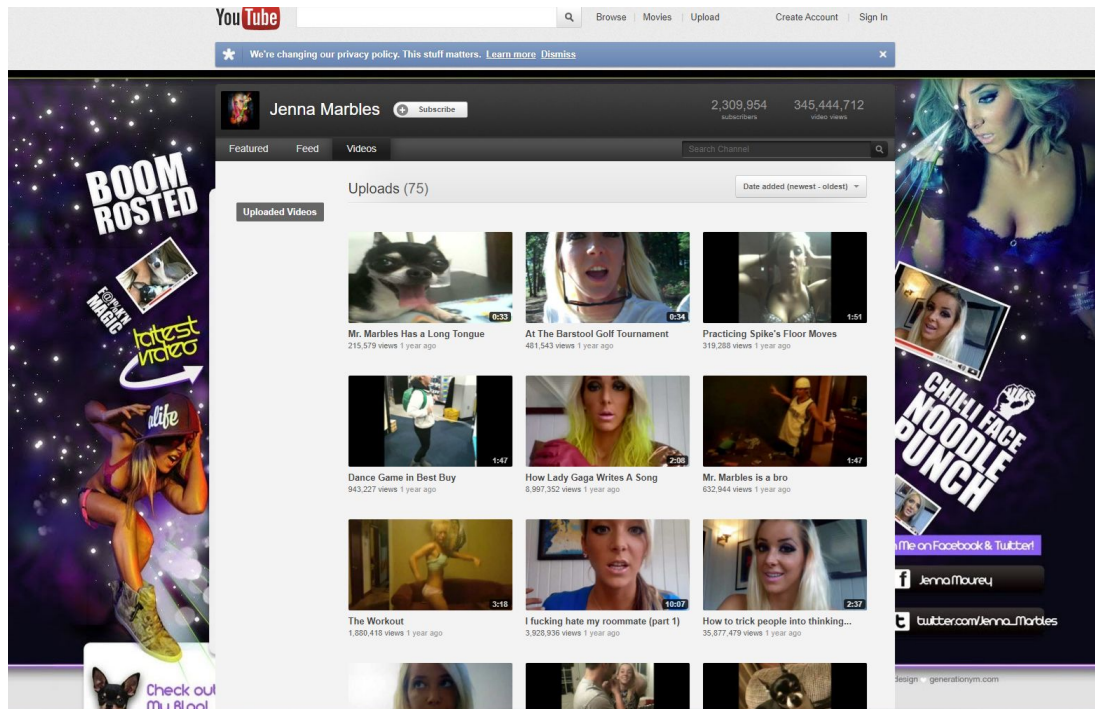 YouTube
Browse | Movies | Upload
Create Account | Sign In
We're changing our privacy policy. This stuff matters. Learn more Dismiss ×
Jenna Marbles
+ Subscribe
2,309,954
subscribers
345,444,712
video views
Featured
Feed
Videos
Search Channel
BOOM
ROSTED
F@!%K'N
MAGIC
latest
video
alife
Check out
My Blog!
Uploaded Videos
Uploads (75)
Date added (newest - oldest)
0:33
Mr. Marbles Has a Long Tongue
215,579 views 1 year ago
0:34
At The Barstool Golf Tournament
481,543 views 1 year ago
1:51
Practicing Spike's Floor Moves
319,288 views 1 year ago
1:47
Dance Game in Best Buy
943,227 views 1 year ago
2:08
How Lady Gaga Writes A Song
8,997,352 views 1 year ago
1:47
Mr. Marbles is a bro
632,944 views 1 year ago
3:18
The Workout
1,880,418 views 1 year ago
10:07
I fucking hate my roommate (part 1)
3,928,936 views 1 year ago
2:37
How to trick people into thinking...
35,877,479 views 1 year ago
CHILLI FACE
NOODLE
PUNCH
Me on Facebook & Twitter!
f Jenna Mourey
t twitter.com/Jenna_Marbles
design generationym.com